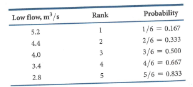 Low flow, m³/s Rank Probability
5.2 1 1/6 = 0.167
4.4 2 2/6 = 0.333
4.0 3 3/6 = 0.500
3.4 4 4/6 = 0.667
2.8 5 5/6 = 0.833